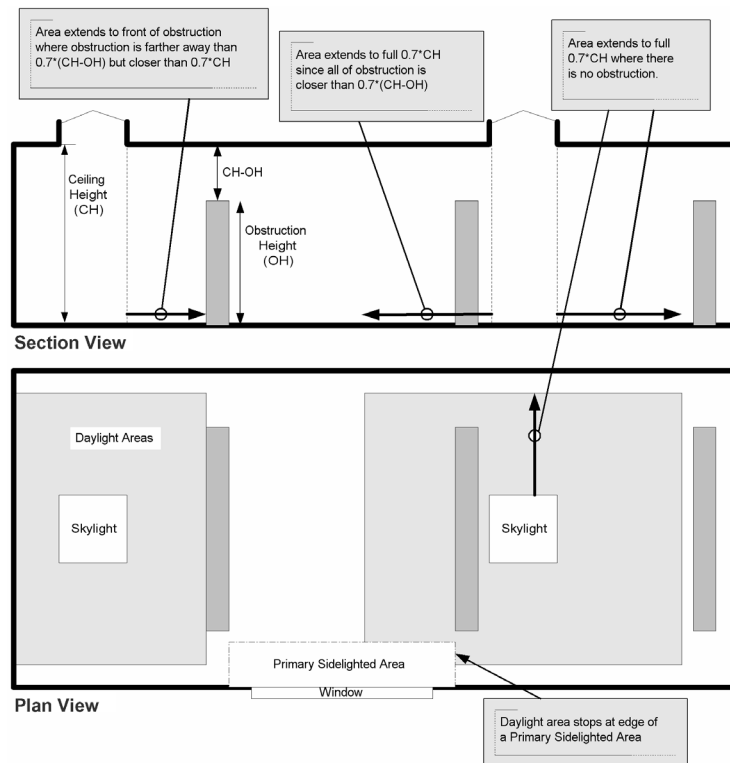 Area extends to front of obstruction
where obstruction is farther away than
0.7*(CH-OH) but closer than 0.7*CH
Area extends to full 0.7*CH
since all of obstruction is
closer than 0.7*(CH-OH)
Area extends to full
0.7*CH where there
is no obstruction.
Ceiling
Height
(CH)
CH-OH
Obstruction
Height
(OH)
Section View
Daylight Areas
Skylight
Skylight
Primary Sidelighted Area
Window
Plan View
Daylight area stops at edge of
a Primary Sidelighted Area